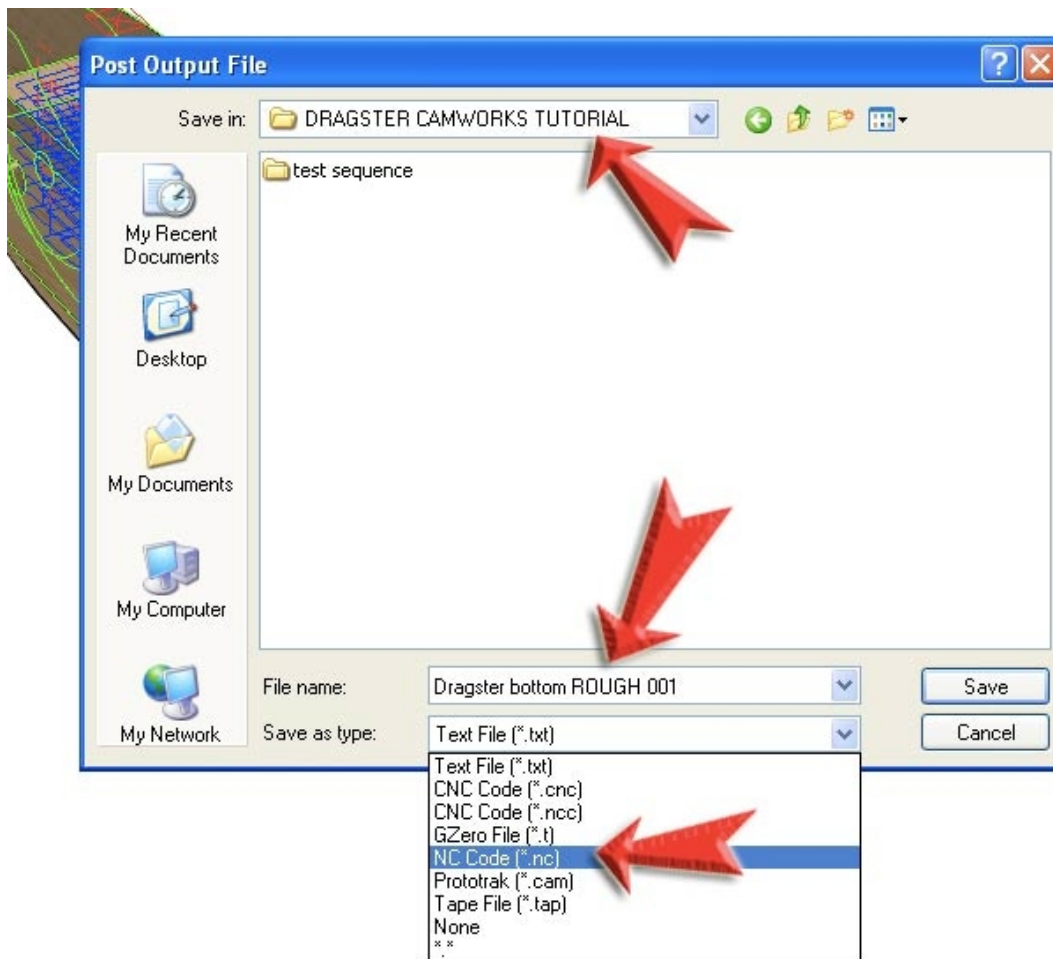 Post Output File
Save in:
DRAGSTER CAMWORKS TUTORIAL
test sequence
My Recent
Documents
Desktop
My Documents
My Computer
My Network
File name:
Dragster bottom ROUGH 001
Save
Save as type:
Text File (*.txt)
Cancel
Text File (*.txt)
CNC Code (*.cnc)
CNC Code (*.ncc)
GZero File (*.t)
NC Code (*.nc)
Prototrak (*.cam)
Tape File (*.tap)
None
*.*